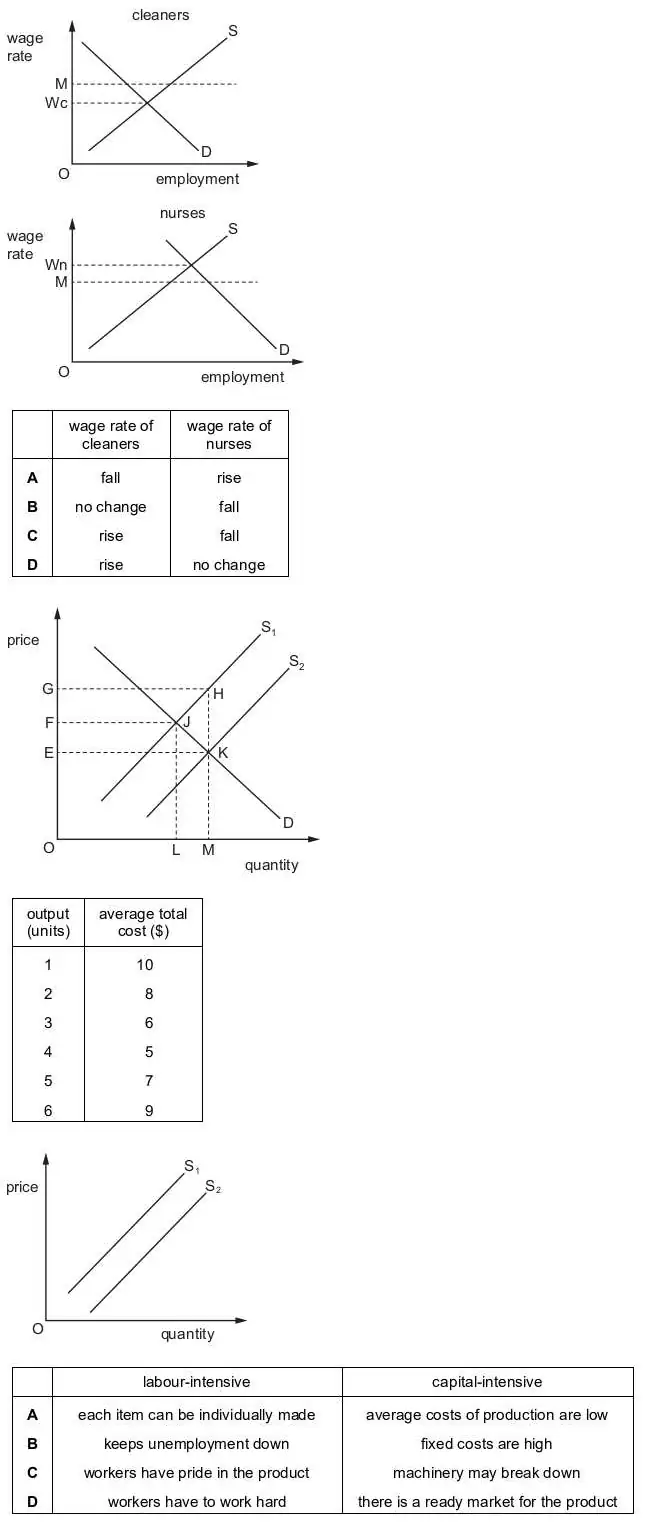 cleaners
wage
rate
S
M
Wc
D
O
employment
nurses
wage
rate
S
Wn
M
D
O
employment
wage rate of cleaners wage rate of nurses
A fall rise
B no change fall
C rise fall
D rise no change
price
S₁
S₂
G
H
F
J
E
K
D
O
L M
quantity
output (units) average total cost ($)
1 10
2 8
3 6
4 5
5 7
6 9
S₁
price
S₂
O
quantity
labour-intensive capital-intensive
A each item can be individually made average costs of production are low
B keeps unemployment down fixed costs are high
C workers have pride in the product machinery may break down
D workers have to work hard there is a ready market for the product